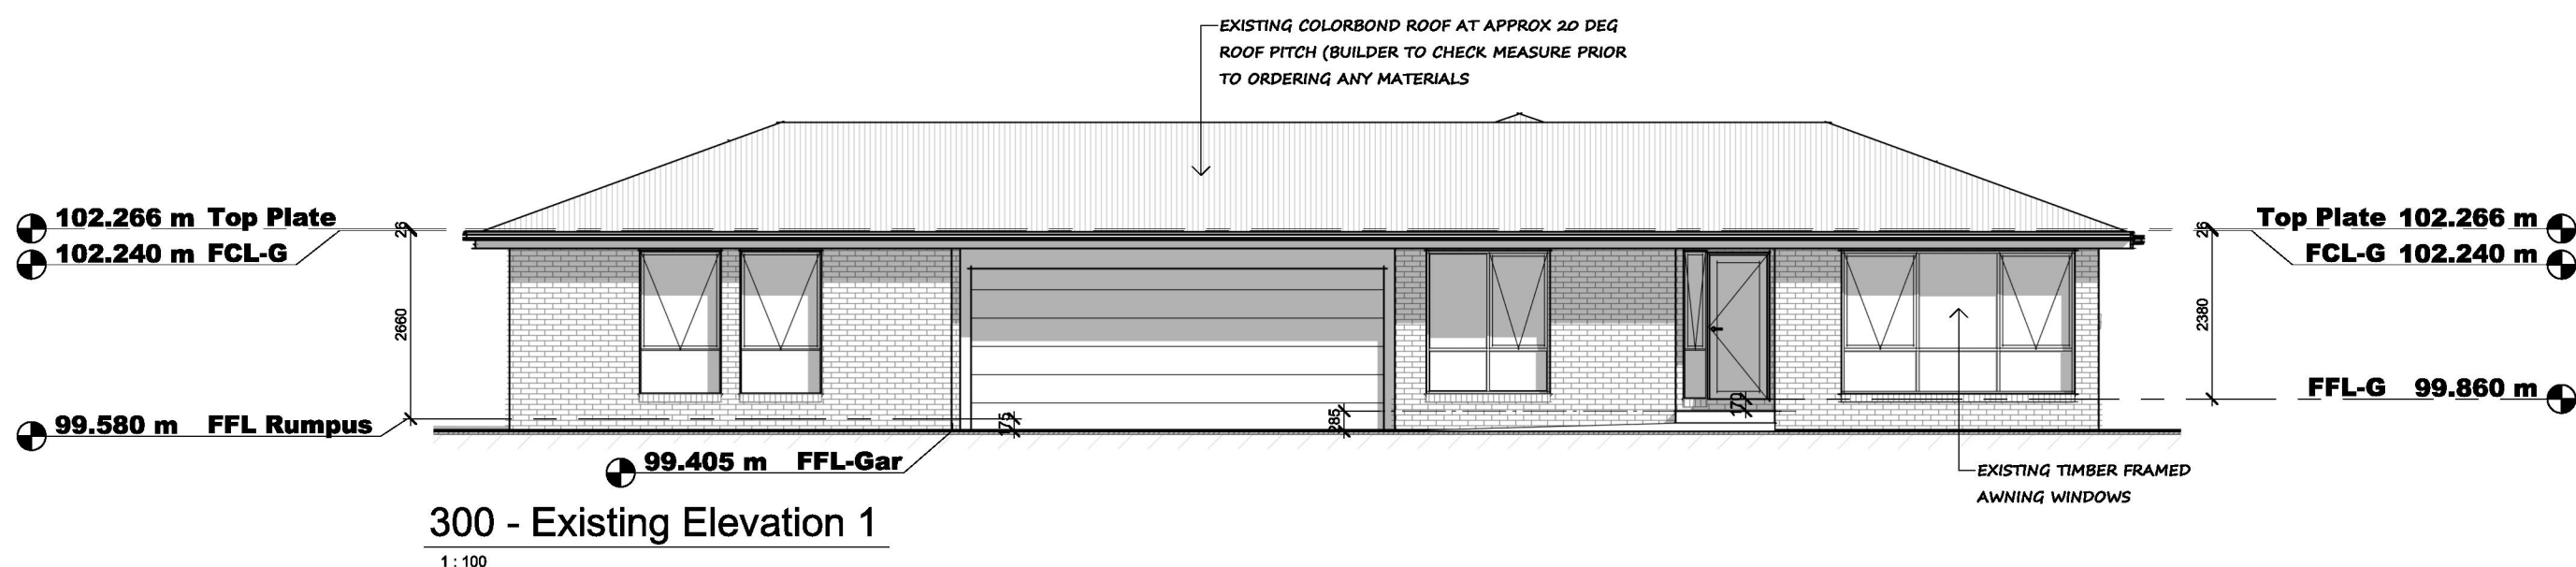 EXISTING COLORBOND ROOF AT APPROX 20 DEG
ROOF PITCH (BUILDER TO CHECK MEASURE PRIOR
TO ORDERING ANY MATERIALS
102.266 m Top Plate
102.240 m FCL-G
26
2660
99.580 m FFL Rumpus
175
285
170
99.405 m FFL-Gar
Top Plate 102.266 m
FCL-G 102.240 m
26
2380
FFL-G 99.860 m
EXISTING TIMBER FRAMED
AWNING WINDOWS
300 - Existing Elevation 1
1 : 100